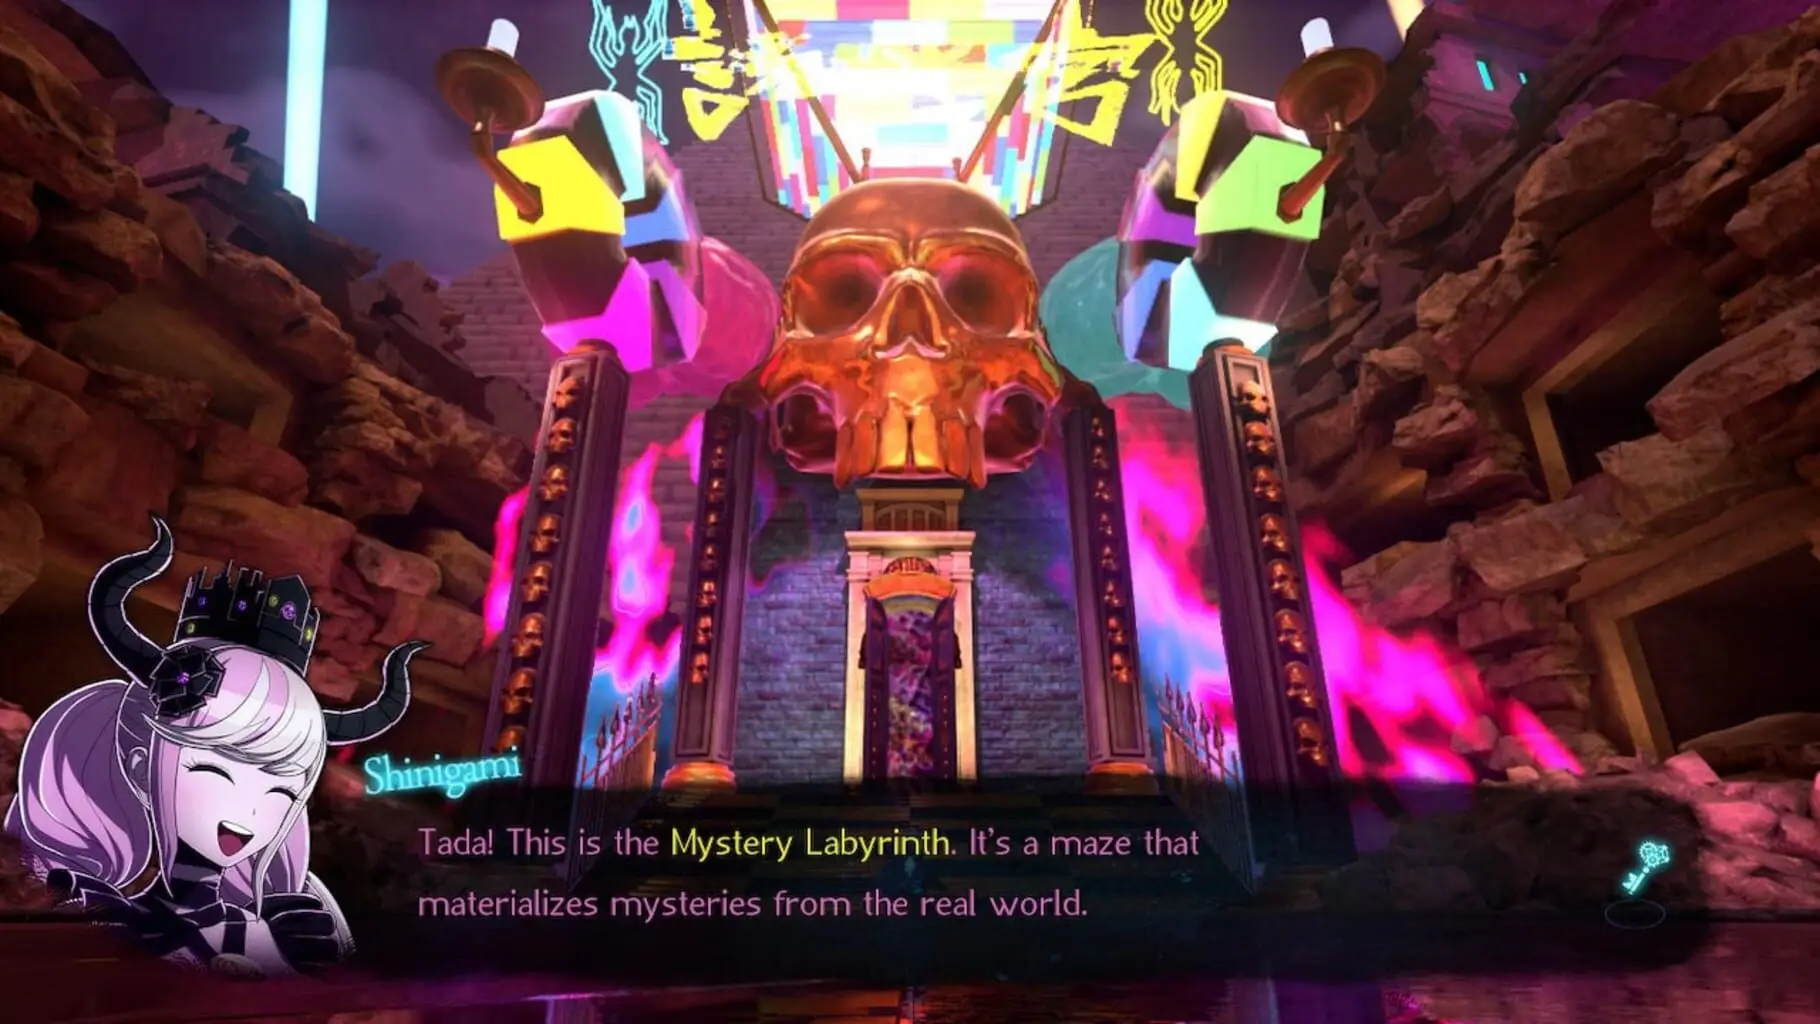 Shinigami
Tada! This is the Mystery Labyrinth. It's a maze that
materializes mysteries from the real world.